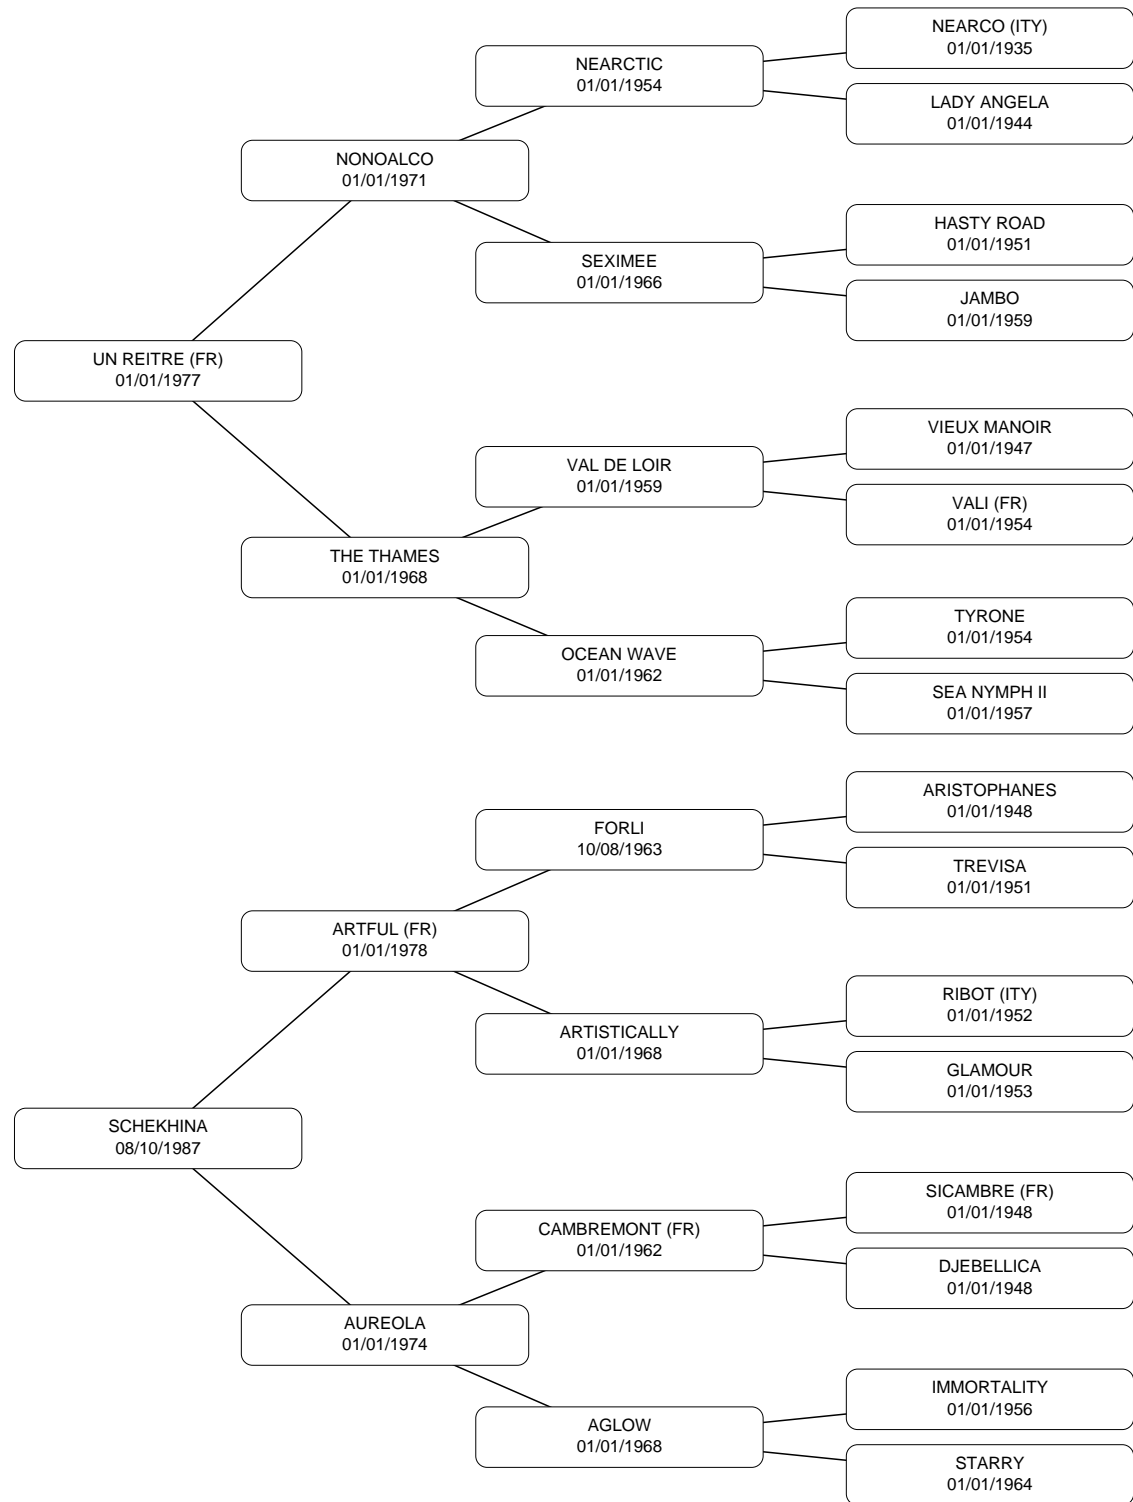 NEARCO (ITY)
01/01/1935
NEARCTIC
01/01/1954
LADY ANGELA
01/01/1944
NONOALCO
01/01/1971
HASTY ROAD
01/01/1951
SEXIMEE
01/01/1966
JAMBO
01/01/1959
UN REITRE (FR)
01/01/1977
VIEUX MANOIR
01/01/1947
VAL DE LOIR
01/01/1959
VALI (FR)
01/01/1954
THE THAMES
01/01/1968
TYRONE
01/01/1954
OCEAN WAVE
01/01/1962
SEA NYMPH II
01/01/1957
ARISTOPHANES
01/01/1948
FORLI
10/08/1963
TREVISA
01/01/1951
ARTFUL (FR)
01/01/1978
RIBOT (ITY)
01/01/1952
ARTISTICALLY
01/01/1968
GLAMOUR
01/01/1953
SCHEKHINA
08/10/1987
SICAMBRE (FR)
01/01/1948
CAMBREMONT (FR)
01/01/1962
DJEBELLICA
01/01/1948
AUREOLA
01/01/1974
IMMORTALITY
01/01/1956
AGLOW
01/01/1968
STARRY
01/01/1964